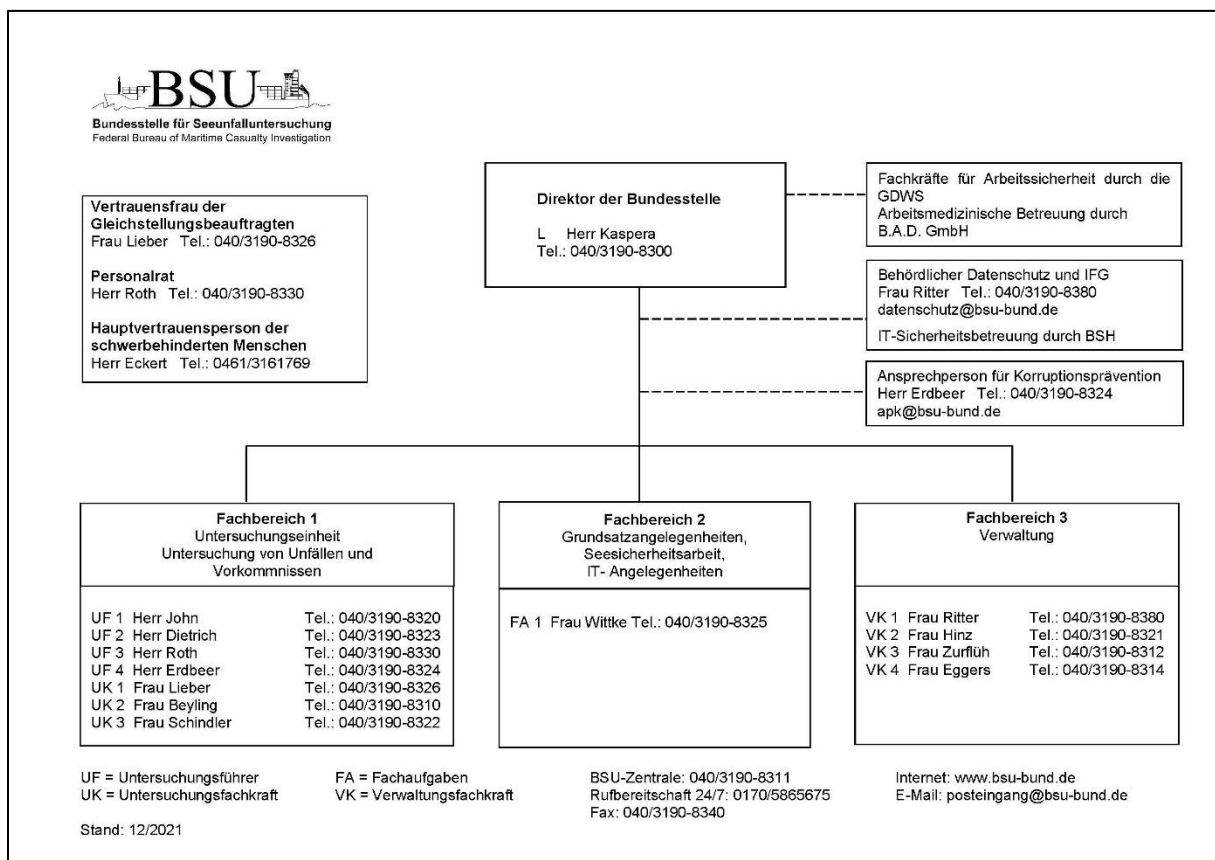 BSU
Bundesstelle für Seeunfalluntersuchung
Federal Bureau of Maritime Casualty Investigation
Vertrauensfrau der
Gleichstellungsbeauftragten
Frau Lieber Tel.: 040/3190-8326
Personalrat
Herr Roth Tel.: 040/3190-8330
Hauptvertrauensperson der
schwerbehinderten Menschen
Herr Eckert Tel.: 0461/3161769
Direktor der Bundesstelle
L Herr Kaspera
Tel.: 040/3190-8300
Fachkräfte für Arbeitssicherheit durch die
GDWS
Arbeitsmedizinische Betreuung durch
B.A.D. GmbH
Behördlicher Datenschutz und IFG
Frau Ritter Tel.: 040/3190-8380
datenschutz@bsu-bund.de
IT-Sicherheitsbetreuung durch BSH
Ansprechperson für Korruptionsprävention
Herr Erdbeer Tel.: 040/3190-8324
apk@bsu-bund.de
Fachbereich 1
Untersuchungseinheit
Untersuchung von Unfällen und
Vorkommnissen
UF 1 Herr John Tel.: 040/3190-8320
UF 2 Herr Dietrich Tel.: 040/3190-8323
UF 3 Herr Roth Tel.: 040/3190-8330
UF 4 Herr Erdbeer Tel.: 040/3190-8324
UK 1 Frau Lieber Tel.: 040/3190-8326
UK 2 Frau Beyling Tel.: 040/3190-8310
UK 3 Frau Schindler Tel.: 040/3190-8322
Fachbereich 2
Grundsatzangelegenheiten,
Seesicherheitsarbeit,
IT- Angelegenheiten
FA 1 Frau Wittke Tel.: 040/3190-8325
Fachbereich 3
Verwaltung
VK 1 Frau Ritter Tel.: 040/3190-8380
VK 2 Frau Hinz Tel.: 040/3190-8321
VK 3 Frau Zurflüh Tel.: 040/3190-8312
VK 4 Frau Eggers Tel.: 040/3190-8314
UF = Untersuchungsführer
UK = Untersuchungsfachkraft
FA = Fachaufgaben
VK = Verwaltungsfachkraft
BSU-Zentrale: 040/3190-8311
Rufbereitschaft 24/7: 0170/5865675
Fax: 040/3190-8340
Internet: www.bsu-bund.de
E-Mail: posteingang@bsu-bund.de
Stand: 12/2021